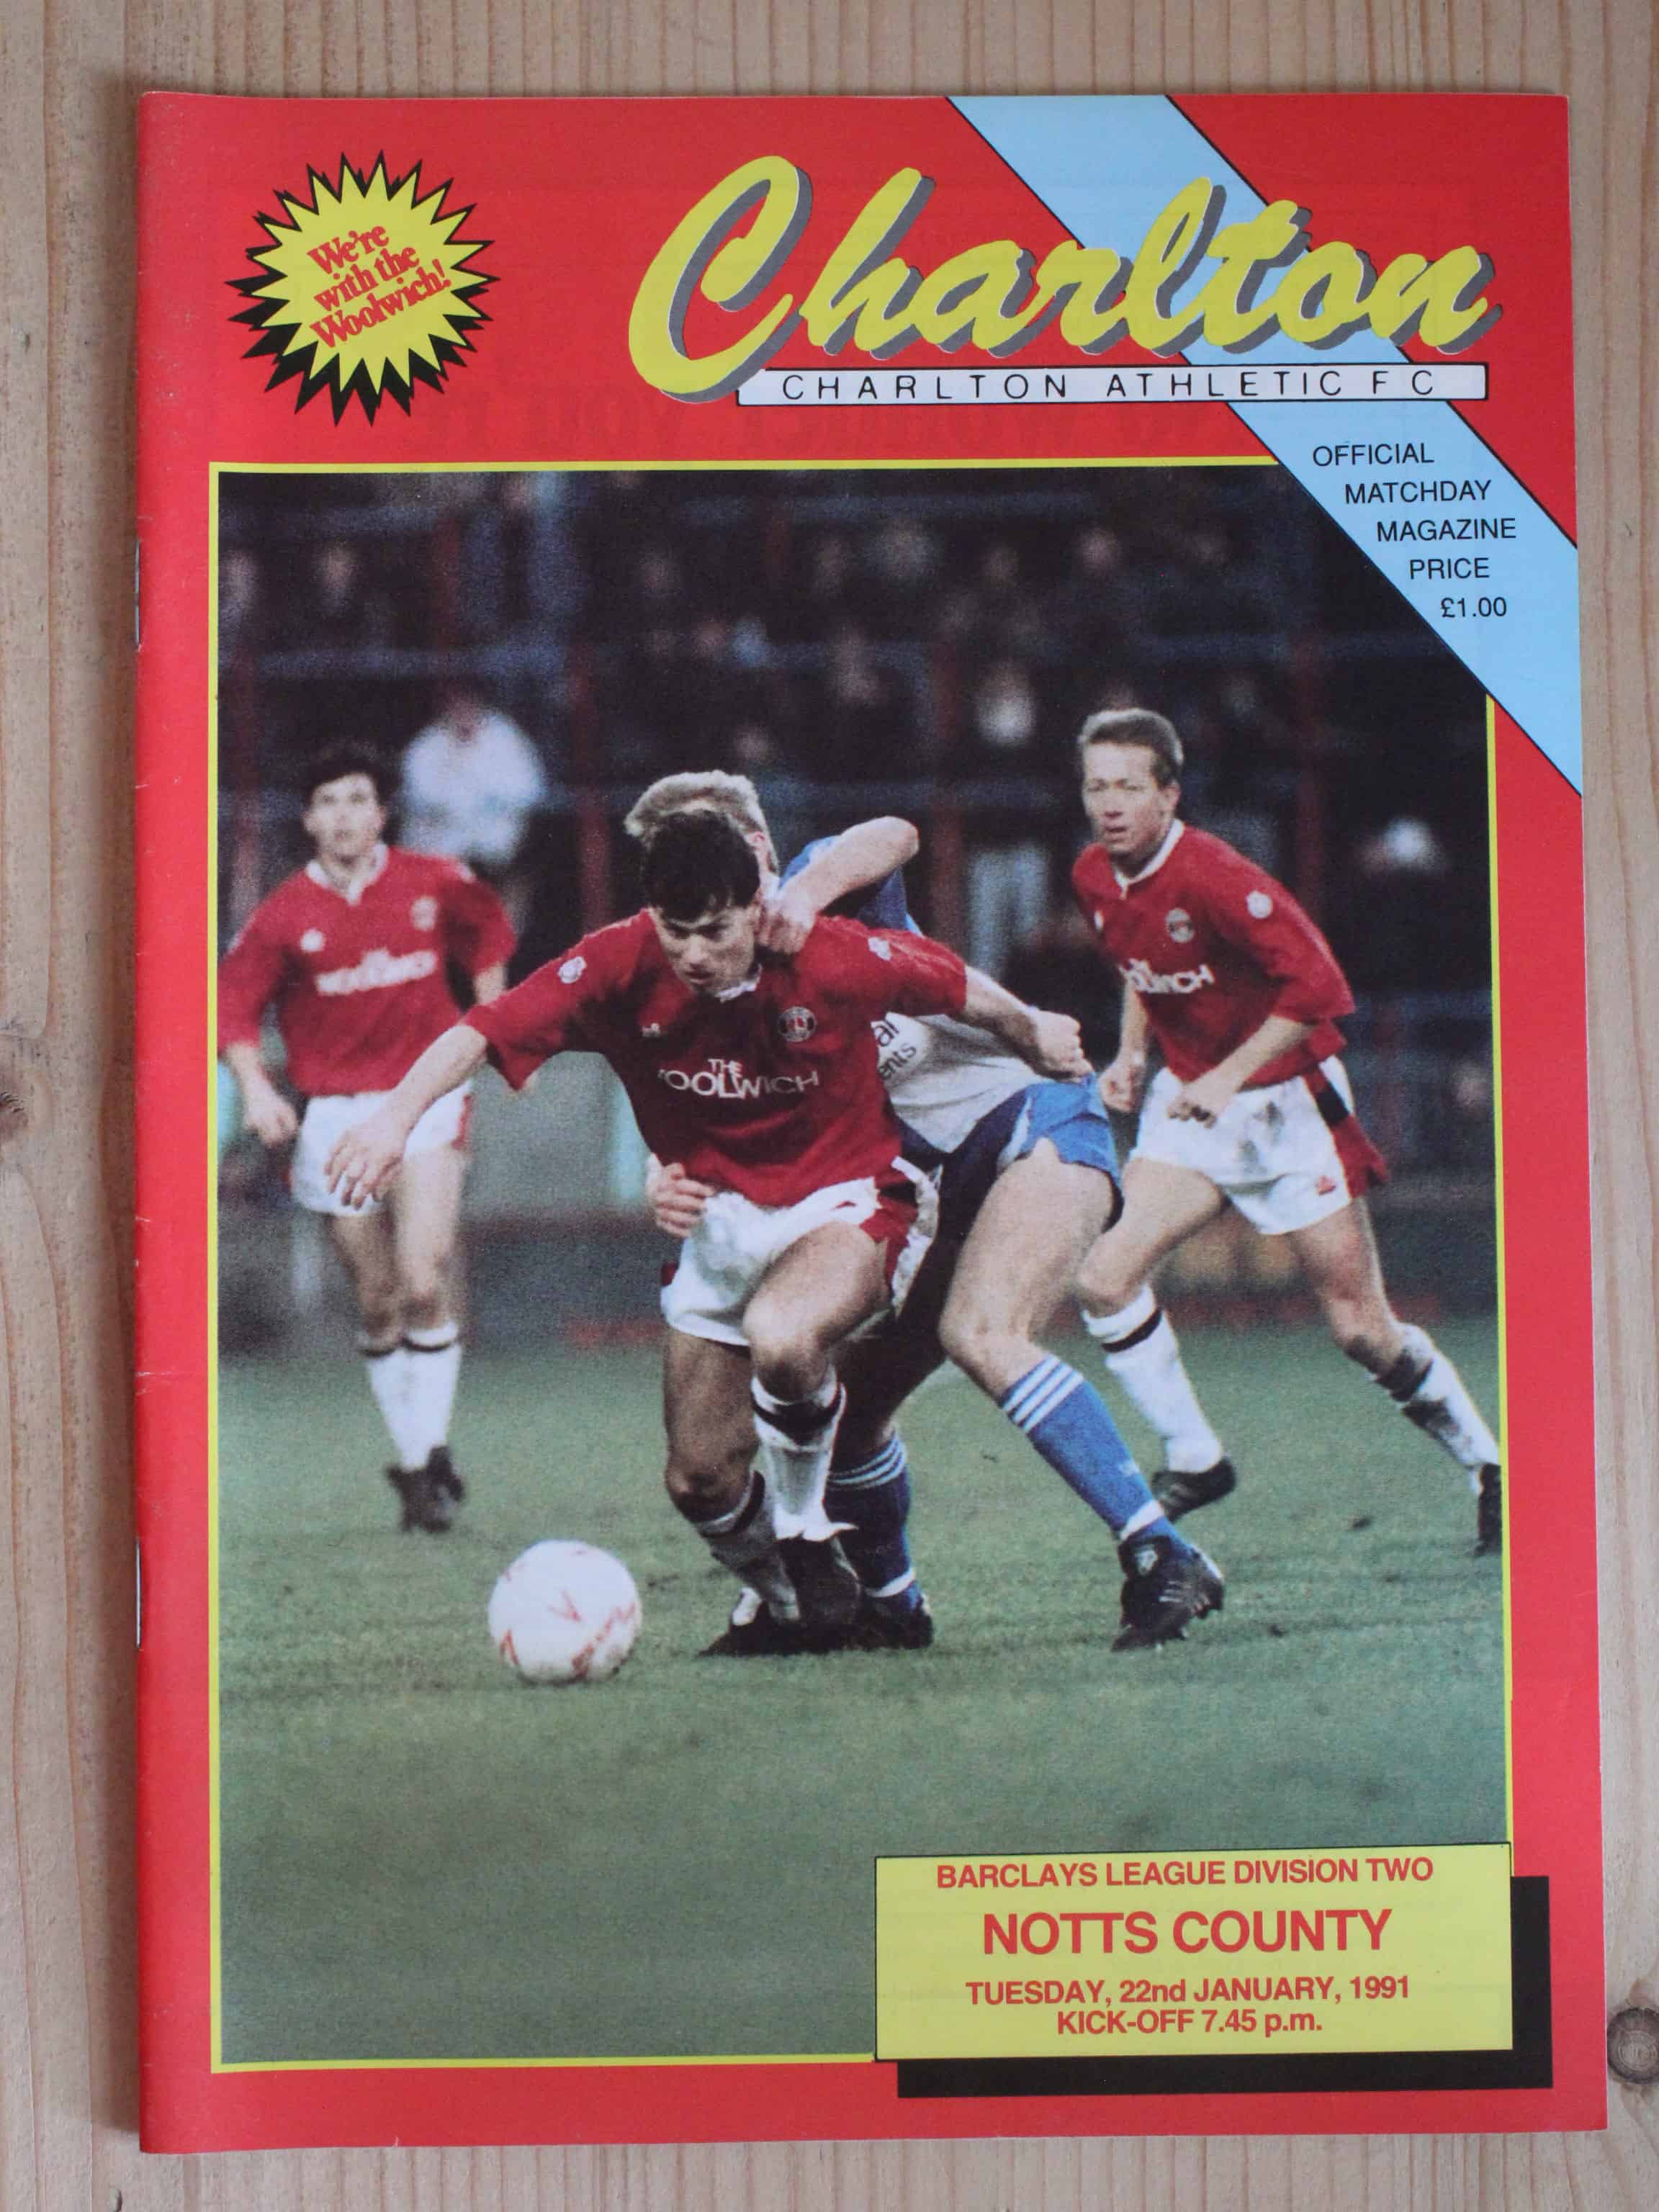 We're
with the
Woolwich!
Charlton
CHARLTON ATHLETIC FC
OFFICIAL
MATCHDAY
MAGAZINE
PRICE
£1.00
WOOLWICH
THE
OOLWICH
BARCLAYS LEAGUE DIVISION TWO
NOTTS COUNTY
TUESDAY, 22nd JANUARY, 1991
KICK-OFF 7.45 p.m.